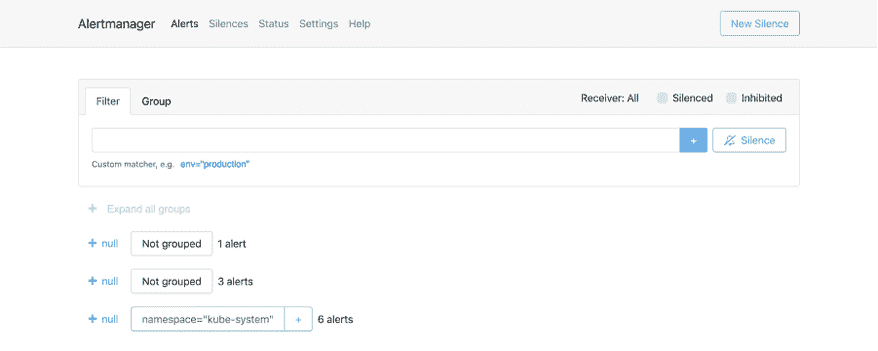 Alertmanager Alerts Silences Status Settings Help New Silence
Filter Group Receiver: All Silenced Inhibited
+ Silence
Custom matcher, e.g. env="production"
+ Expand all groups
+ null Not grouped 1 alert
+ null Not grouped 3 alerts
+ null namespace="kube-system" + 6 alerts